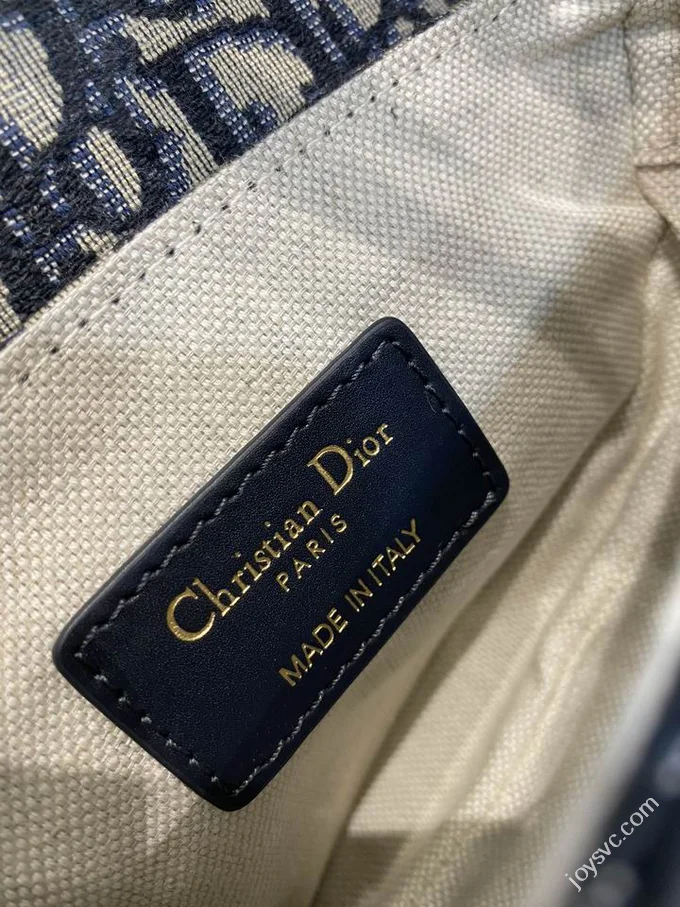 Christian Dior
PARIS
MADE IN ITALY
joysvc.com